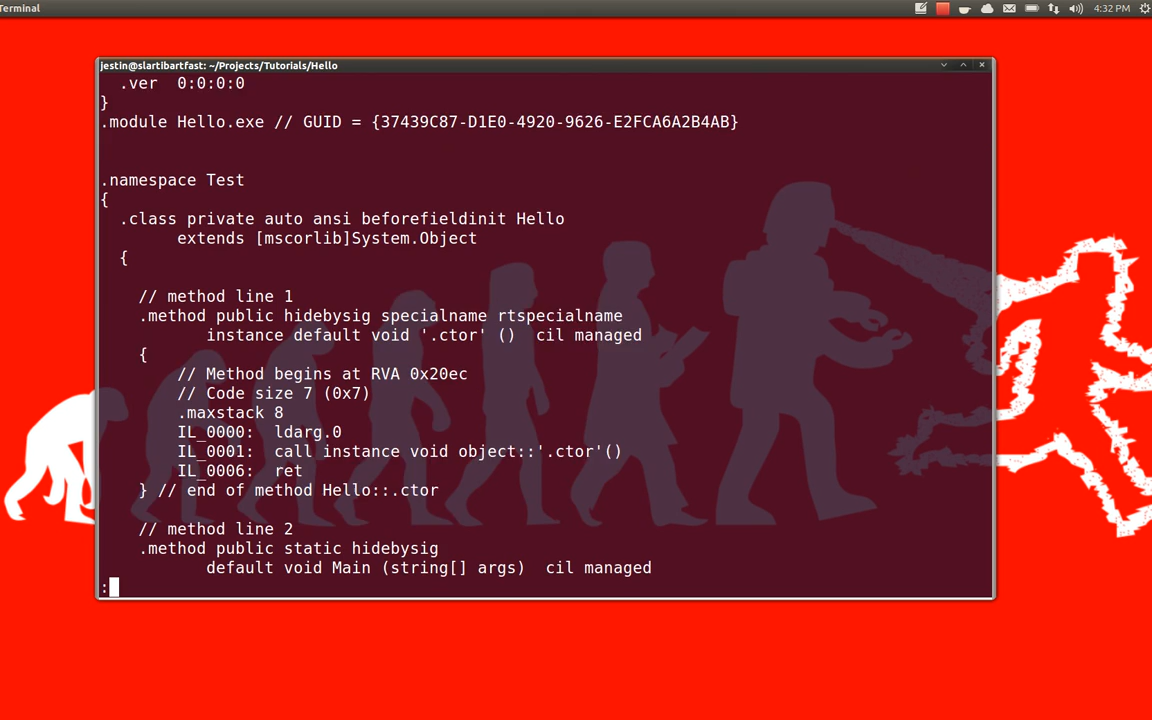 Terminal
4:32 PM
jestin@slartibartfast: ~/Projects/Tutorials/Hello
.ver 0:0:0:0
}
.module Hello.exe // GUID = {37439C87-D1E0-4920-9626-E2FCA6A2B4AB}
.namespace Test
{
.class private auto ansi beforefieldinit Hello
extends [mscorlib]System.Object
{
// method line 1
.method public hidebysig specialname rtspecialname
instance default void '.ctor' () cil managed
{
// Method begins at RVA 0x20ec
// Code size 7 (0x7)
.maxstack 8
IL_0000: ldarg.0
IL_0001: call instance void object::'.ctor'()
IL_0006: ret
} // end of method Hello::.ctor
// method line 2
.method public static hidebysig
default void Main (string[] args) cil managed
: